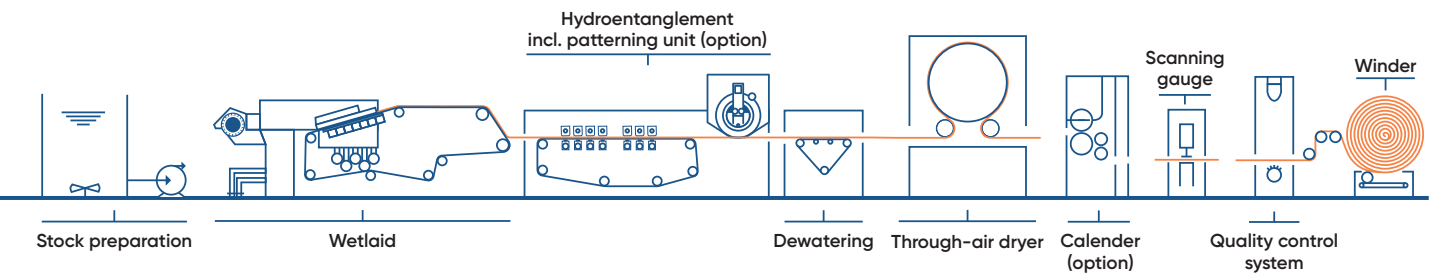 Hydroentanglement
incl. patterning unit (option)
Scanning
gauge
Winder
Stock preparation
Wetlaid
Dewatering
Through-air dryer
Calender
(option)
Quality control
system